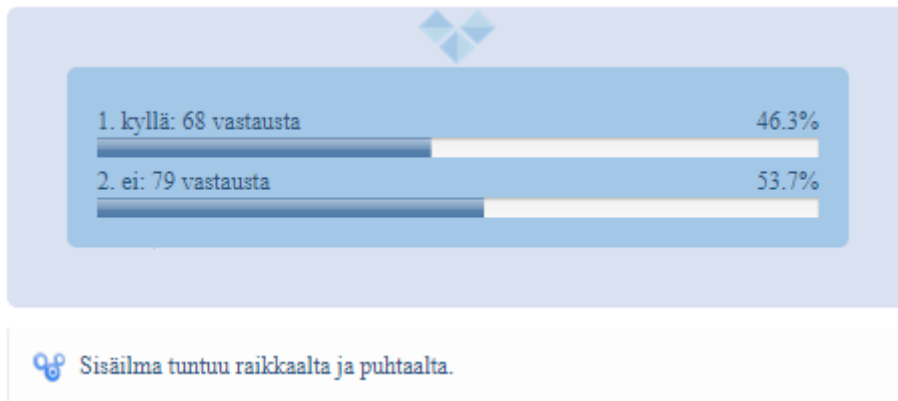 1. kyllä: 68 vastausta 46.3%
2. ei: 79 vastausta 53.7%
Sisäilma tuntuu raikkaalta ja puhtaalta.